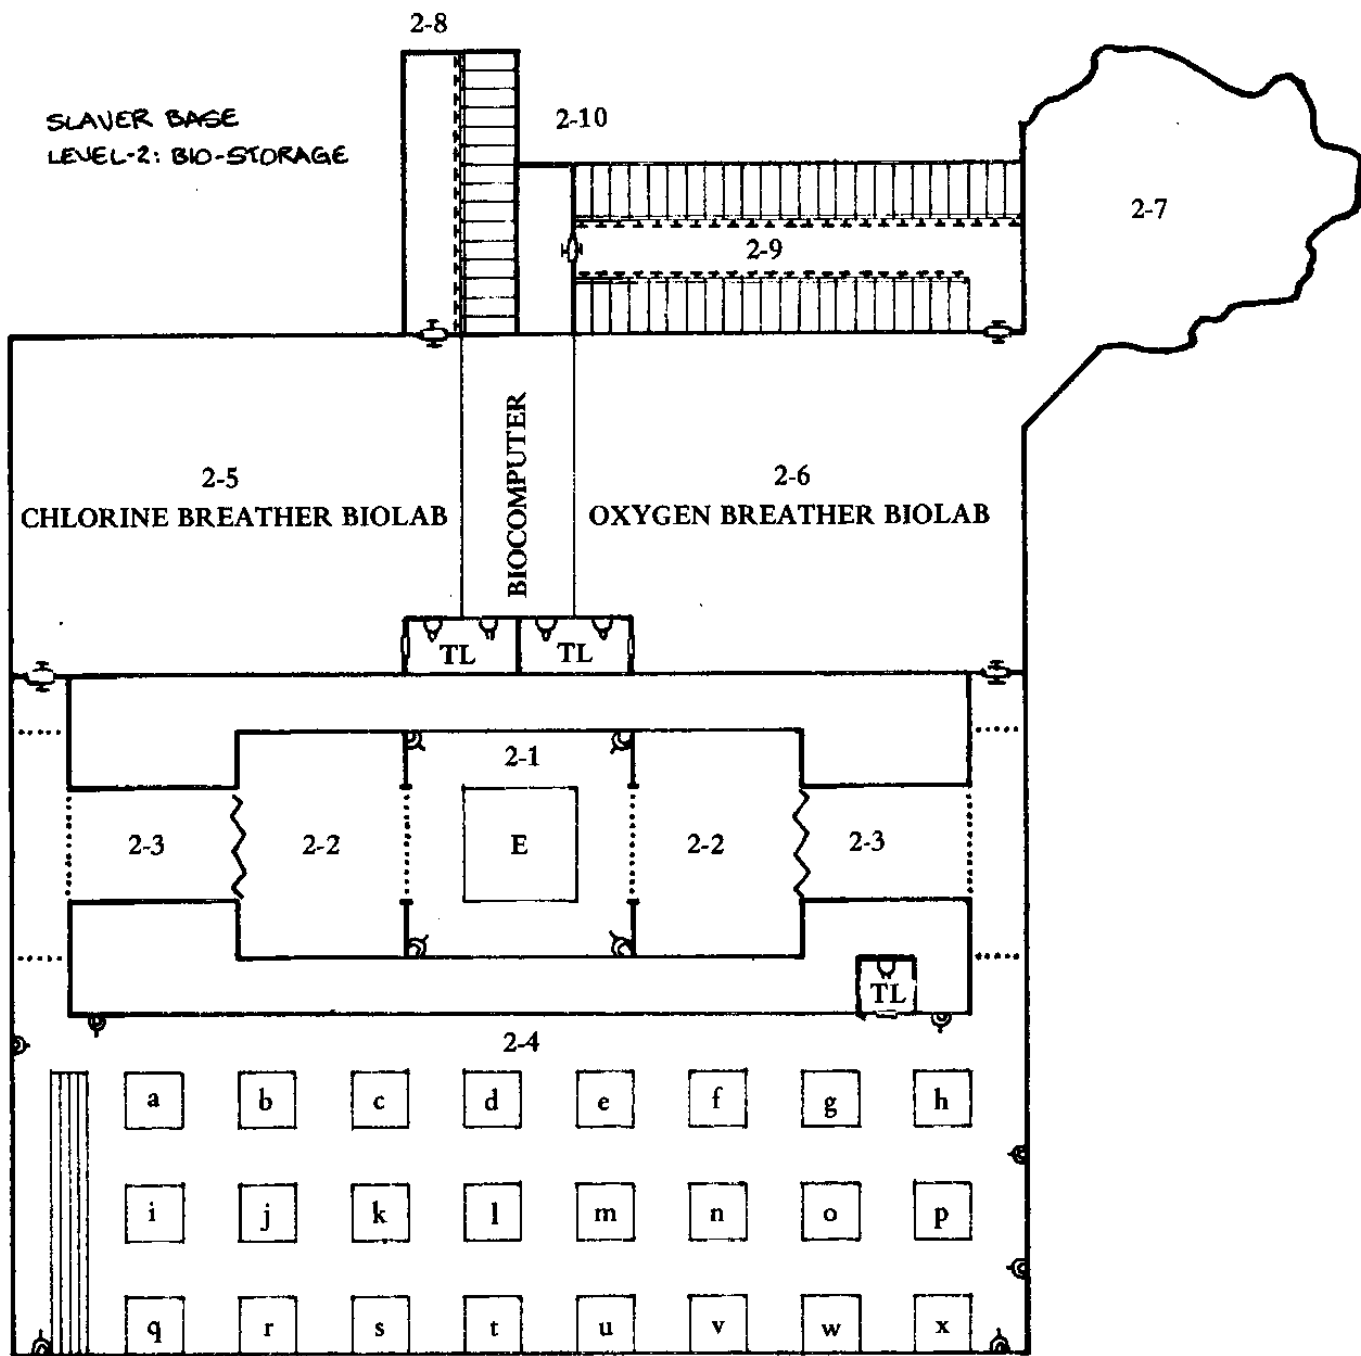 2-8
SLAVER BASE
LEVEL-2: BIO-STORAGE
2-10
2-7
2-9
BIOCOMPUTER
2-5
CHLORINE BREATHER BIOLAB
2-6
OXYGEN BREATHER BIOLAB
TL
TL
2-1
2-3
2-2
E
2-2
2-3
TL
2-4
a b c d e f g h
i j k l m n o p
q r s t u v w x